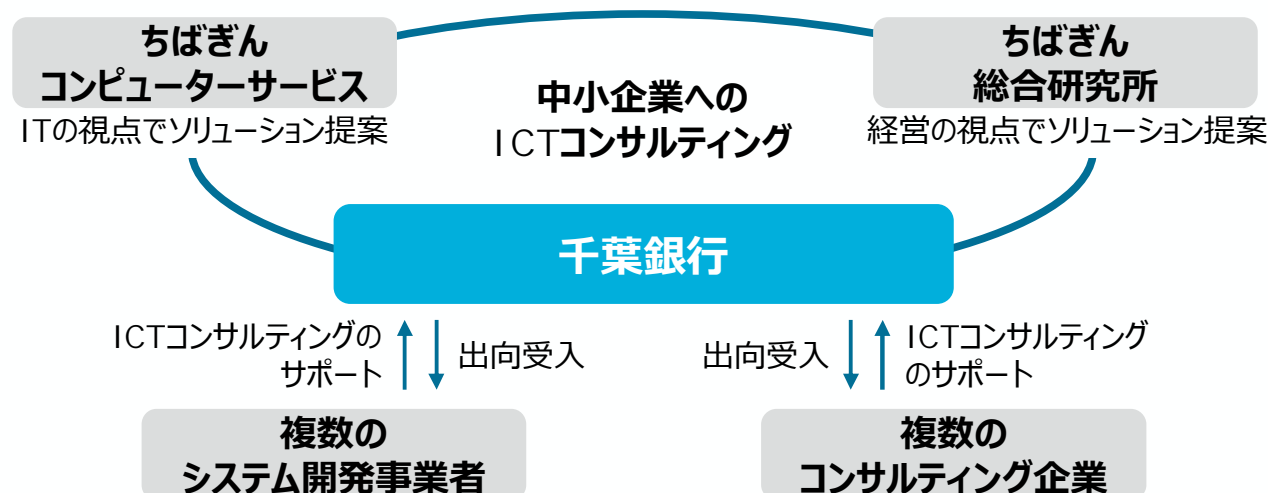 ちばぎん
コンピューターサービス
ITの視点でソリューション提案
中小企業への
ICTコンサルティング
ちばぎん
総合研究所
経営の視点でソリューション提案
千葉銀行
ICTコンサルティングの
サポート
出向受入
出向受入
ICTコンサルティング
のサポート
複数の
システム開発事業者
複数の
コンサルティング企業